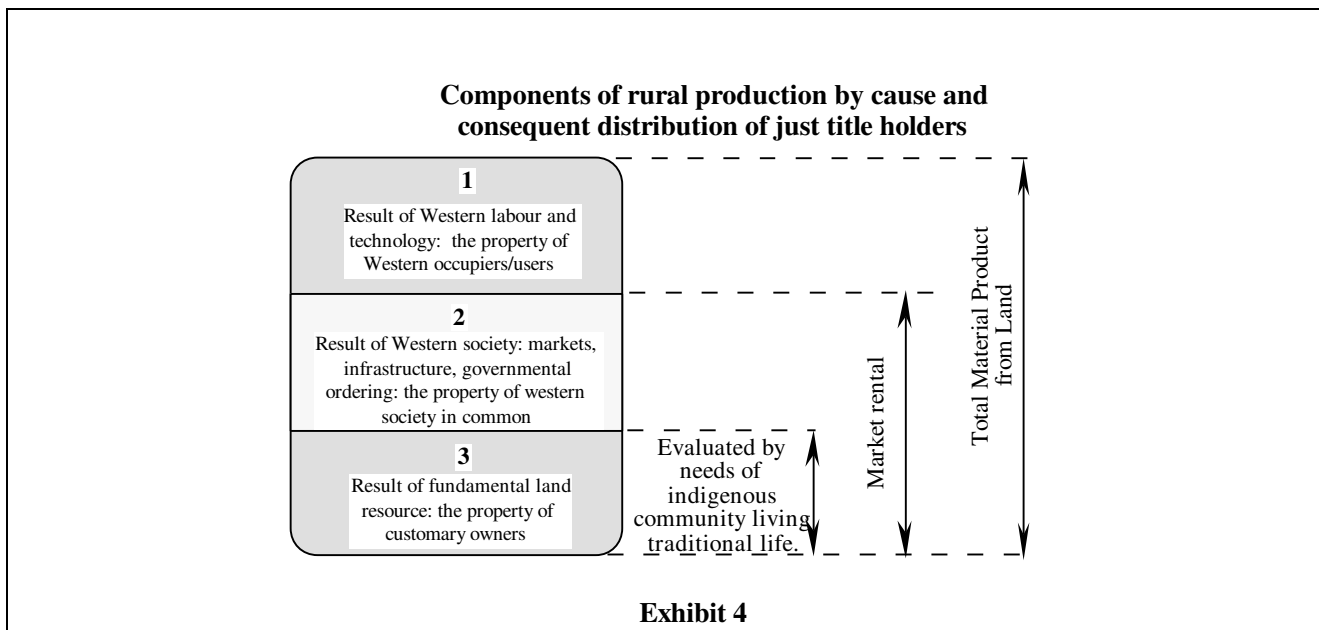 Components of rural production by cause and
consequent distribution of just title holders
1
Result of Western labour and
technology: the property of
Western occupiers/users
2
Result of Western society: markets,
infrastructure, governmental
ordering: the property of western
society in common
3
Result of fundamental land
resource: the property of
customary owners
Evaluated by
needs of
indigenous
community living
traditional life.
Market rental
Total Material Product
from Land
Exhibit 4